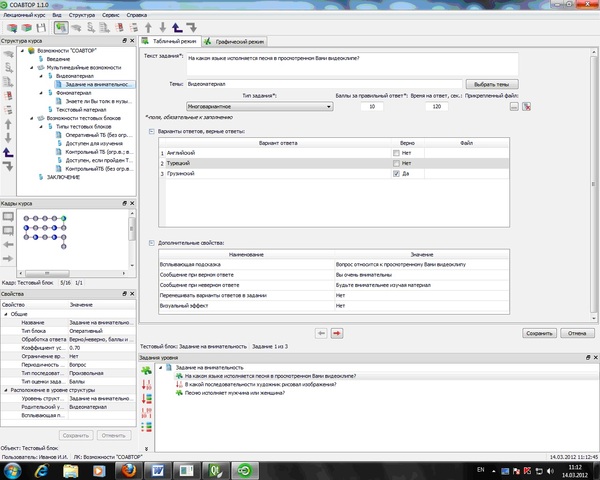 СОАВТОР 1.1.0
Лекционный курс Вид Структура Сервис Справка
Структура курса
Возможности "СОАВТОР"
Введение
Мультимедийные возможности
Видеоматериал
Задание на внимательнос...
Фономатериал
Знаете ли Вы толк в музы...
Текстовый материал
Возможности тестовых блоков
Типы тестовых блоков
Оперативный ТБ (без огр...
Доступен для изучения
Контрольный ТБ (огр.в.; в...
Доступен, если пройден Т...
КонтрольныйТБ (без огр...
ЗАКЛЮЧЕНИЕ
Кадры курса
Кадр: Тестовый блок 5/16 1/1
Свойства
Свойство Значение
Общие
Название Задание на внимательно...
Тип блока Оперативный
Обработка ответа Верно/неверно, баллы и ...
Коэффициент ус... 0.70
Ограничение вр... Нет
Периодичность ... Вопрос
Тип последоват... Произвольная
Тип оценки зада... Баллы
Расположение в уровне структуры
Уровень структ... Задание на внимательно...
Родительский у... Видеоматериал
Всплывающая п...
Сохранить Отменить
Объект: Тестовый блок
Пользователь: Иванов И.И. ЛК: Возможности "СОАВТОР"
Табличный режим Графический режим
Текст задания*:
На каком языке исполняется песня в просмотренном Вами видеоклипе?
Темы: Видеоматериал Выбрать темы
Тип задания*: Баллы за правильный ответ*: Время на ответ, сек.: Прикрепленный файл:
Многовариантное 10 120 ...
*-поля, обязательные к заполнению
Варианты ответов, верные ответы:
Вариант ответа Верно Файл
1 Английский Нет
2 Турецкий Нет
3 Грузинский Да
Дополнительные свойства:
Наименование Значение
Всплывающая подсказка Вопрос относится к просмотренному Вами видеоклипу
Сообщение при верном ответе Вы очень внимательны
Сообщение при неверном ответе Будьте внимательнее изучая материал
Перемешивать варианты ответов в задании Нет
Визуальный эффект Нет
Сохранить Отмена
Тестовый блок: Задание на внимательность Задание 1 из 3
Задания уровня
Задание на внимательность
На каком языке исполняется песня в просмотренном Вами видеоклипе?
В какой последовательности художник рисовал изображения?
Песню исполняет мужчина или женщина?
14.03.2012 11:12:45
EN 11:12
14.03.2012